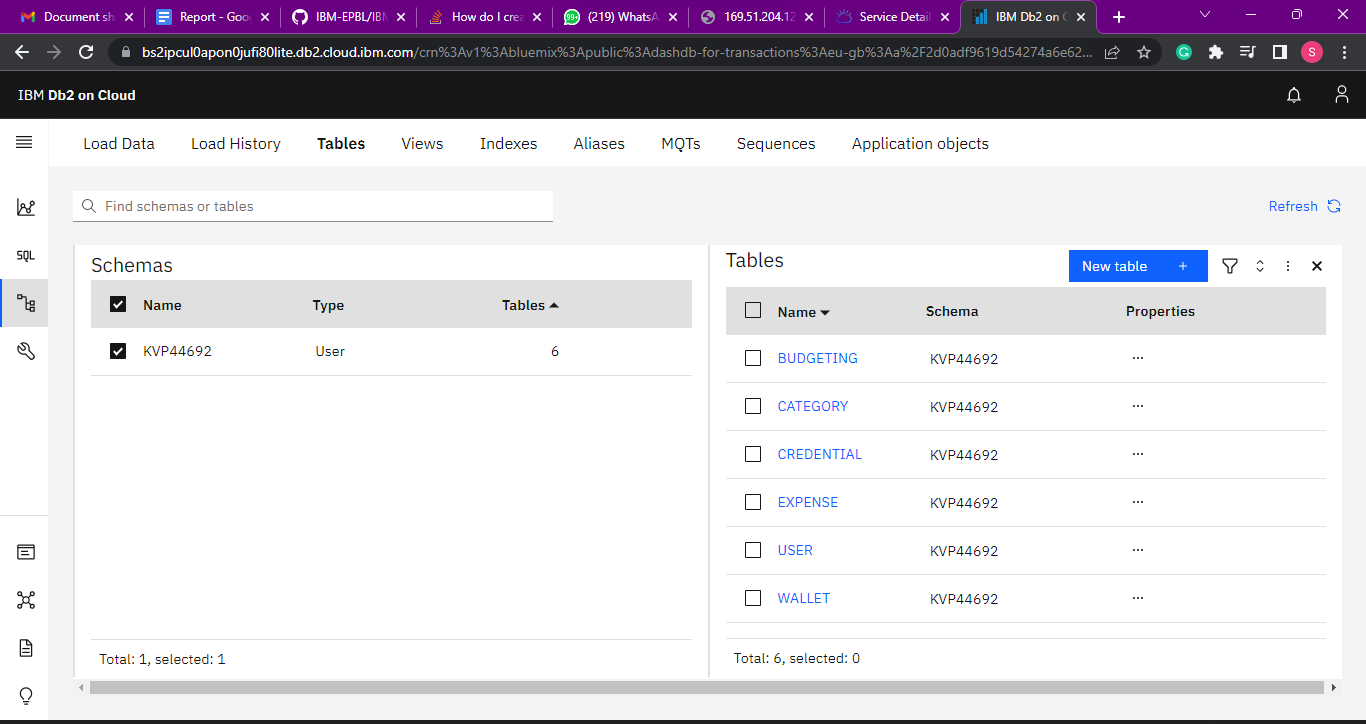 Document sh
Report - Goo
IBM-EPBL/IBM
How do I crea
99+
(219) WhatsA
169.51.204.12
Service Detail
IBM Db2 on C
bs2ipcul0apon0jufi80lite.db2.cloud.ibm.com/crn%3Av1%3Abluemix%3Apublic%3Adashdb-for-transactions%3Aeu-gb%3Aa%2F2d0adf9619d54274a6e62...
S
IBM Db2 on Cloud
Load Data
Load History
Tables
Views
Indexes
Aliases
MQTs
Sequences
Application objects
SQL
Find schemas or tables
Refresh
Schemas
Name Type Tables
KVP44692 User 6
Total: 1, selected: 1
Tables
New table +
Name Schema Properties
BUDGETING KVP44692 ...
CATEGORY KVP44692 ...
CREDENTIAL KVP44692 ...
EXPENSE KVP44692 ...
USER KVP44692 ...
WALLET KVP44692 ...
Total: 6, selected: 0